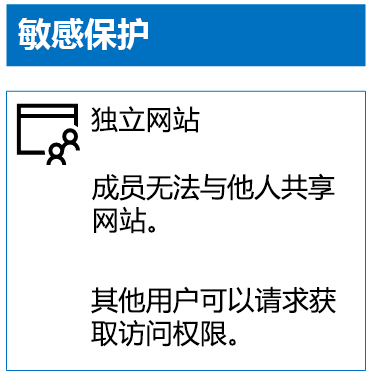 敏感保护
独立网站
成员无法与他人共享
网站。
其他用户可以请求获
取访问权限。